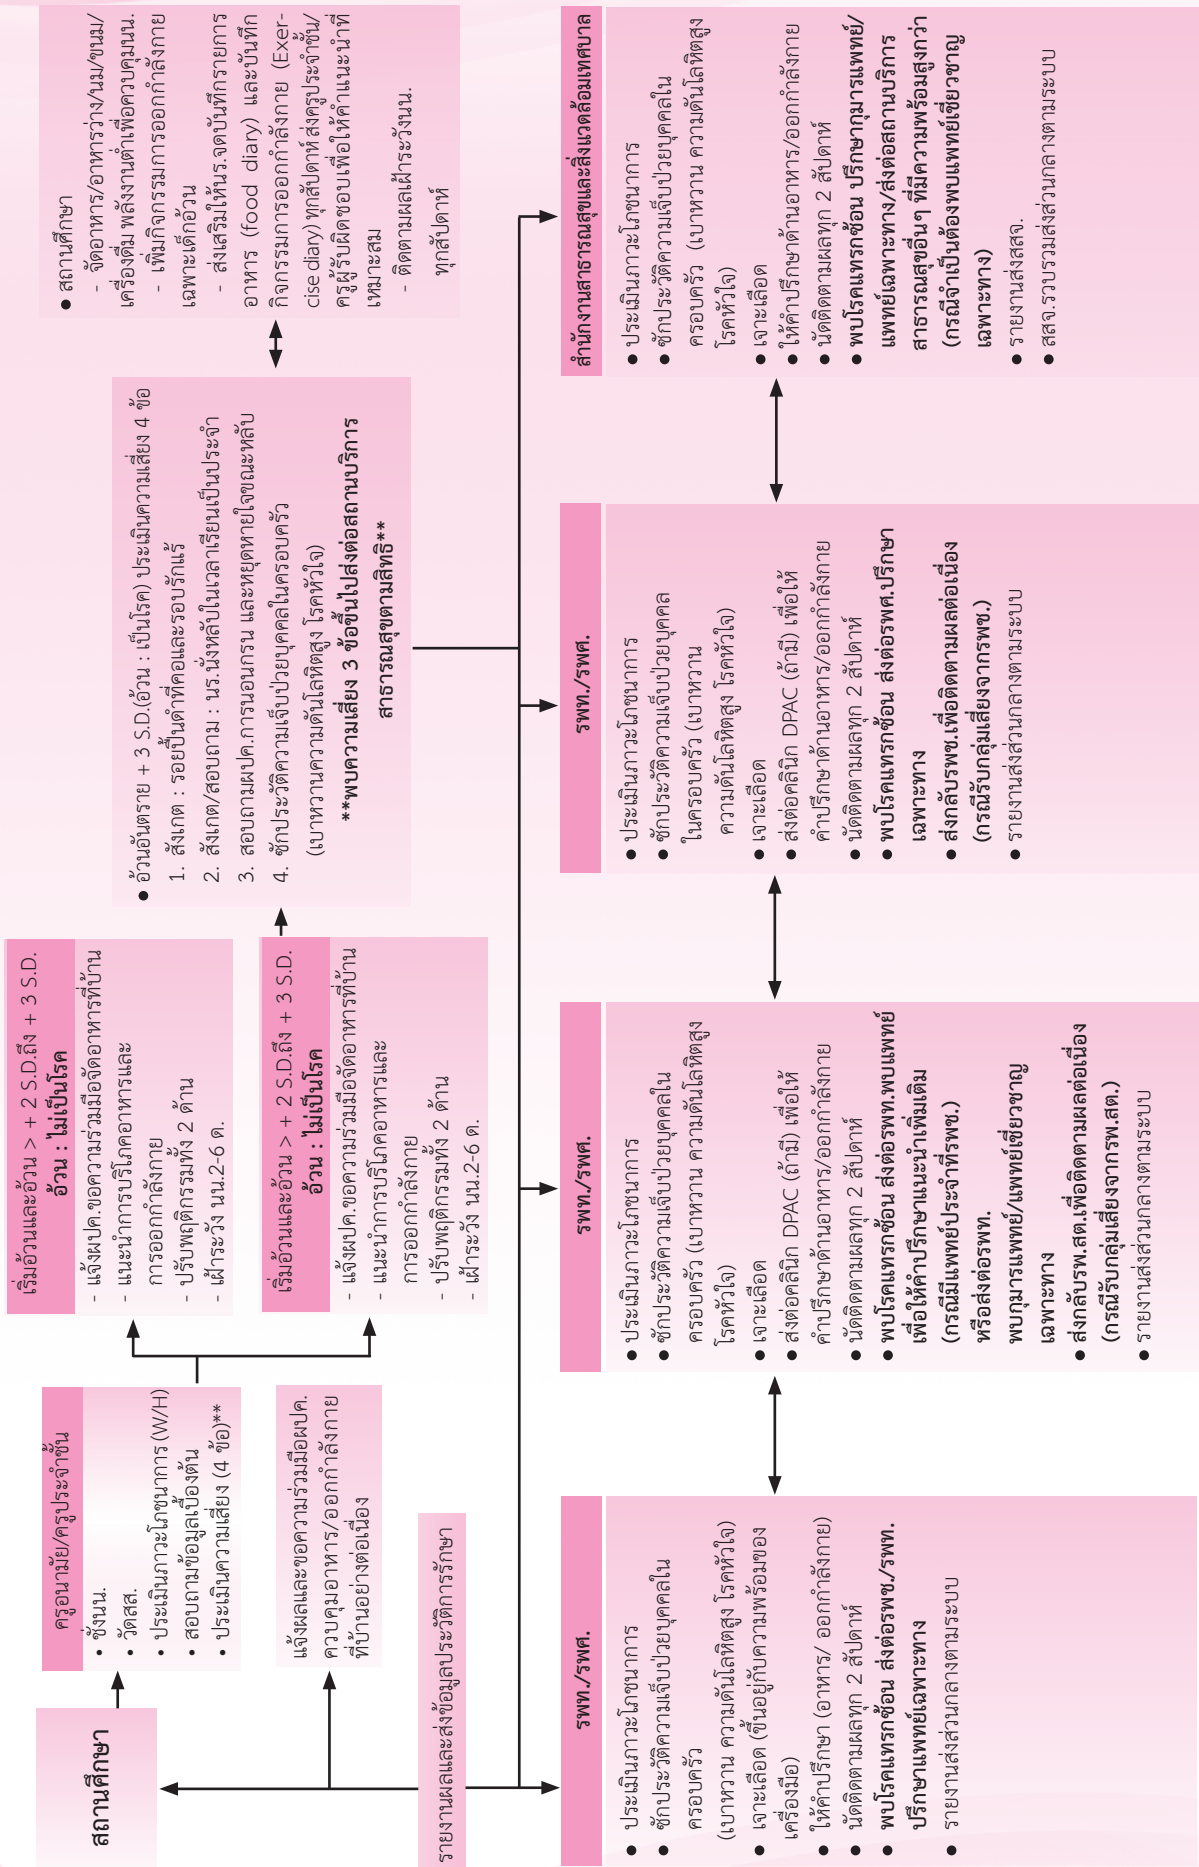 สถานศึกษา
ครูอนามัย/ครูประจำชั้น
• ชั่งนน.
• วัดสส.
• ประเมินภาวะโภชนาการ (W/H)
• สอบถามข้อมูลเบื้องต้น
• ประเมินความเสี่ยง (4 ข้อ)**
แจ้งผลและขอความร่วมมือผปค.
ควบคุมอาหาร/ออกกำลังกาย
ที่บ้านอย่างต่อเนื่อง
รายงานผลและส่งข้อมูลประวัติการรักษา
เริ่มอ้วนและอ้วน > + 2 S.D.ถึง + 3 S.D.
อ้วน : ไม่เป็นโรค
- แจ้งผปค.ขอความร่วมมือจัดอาหารที่บ้าน
- แนะนำการบริโภคอาหารและ
การออกกำลังกาย
- ปรับพฤติกรรมทั้ง 2 ด้าน
- เฝ้าระวัง นน.2-6 ด.
เริ่มอ้วนและอ้วน > + 2 S.D.ถึง + 3 S.D.
อ้วน : ไม่เป็นโรค
- แจ้งผปค.ขอความร่วมมือจัดอาหารที่บ้าน
- แนะนำการบริโภคอาหารและ
การออกกำลังกาย
- ปรับพฤติกรรมทั้ง 2 ด้าน
- เฝ้าระวัง นน.2-6 ด.
● อ้วนอันตราย + 3 S.D.(อ้วน : เป็นโรค) ประเมินความเสี่ยง 4 ข้อ
1. สังเกต : รอยปื้นดำที่คอและรอบรักแร้
2. สังเกต/สอบถาม : นร.นั่งหลับในเวลาเรียนเป็นประจำ
3. สอบถามผปค.การนอนกรน และหยุดหายใจขณะหลับ
4. ซักประวัติความเจ็บป่วยบุคคลในครอบครัว
(เบาหวานความดันโลหิตสูง โรคหัวใจ)
**พบความเสี่ยง 3 ข้อขึ้นไปส่งต่อสถานบริการ
สาธารณสุขตามสิทธิ**
● สถานศึกษา
- จัดอาหาร/อาหารว่าง/นม/ขนม/
เครื่องดื่ม พลังงานต่ำเพื่อควบคุมนน.
- เพิ่มกิจกรรมการออกกำลังกาย
เฉพาะเด็กอ้วน
- ส่งเสริมให้นร.จดบันทึกรายการ
อาหาร (food diary) และบันทึก
กิจกรรมการออกกำลังกาย (Exer-
cise diary) ทุกสัปดาห์ ส่งครูประจำชั้น/
ครูผู้รับผิดชอบเพื่อให้คำแนะนำที่
เหมาะสม
- ติดตามผลเฝ้าระวังนน.
ทุกสัปดาห์
รพท./รพศ.
● ประเมินภาวะโภชนาการ
● ซักประวัติความเจ็บป่วยบุคคลใน
ครอบครัว
(เบาหวาน ความดันโลหิตสูง โรคหัวใจ)
● เจาะเลือด (ขึ้นอยู่กับความพร้อมของ
เครื่องมือ)
● ให้คำปรึกษา (อาหาร/ ออกกำลังกาย)
● นัดติดตามผลทุก 2 สัปดาห์
● พบโรคแทรกซ้อน ส่งต่อรพช./รพท.
ปรึกษาแพทย์เฉพาะทาง
● รายงานส่งส่วนกลางตามระบบ
รพท./รพศ.
● ประเมินภาวะโภชนาการ
● ซักประวัติความเจ็บป่วยบุคคลใน
ครอบครัว (เบาหวาน ความดันโลหิตสูง
โรคหัวใจ)
● เจาะเลือด
● ส่งต่อคลินิก DPAC (ถ้ามี) เพื่อให้
คำปรึกษาด้านอาหาร/ออกกำลังกาย
● นัดติดตามผลทุก 2 สัปดาห์
● พบโรคแทรกซ้อน ส่งต่อรพท.พบแพทย์
เพื่อให้คำปรึกษาแนะนำเพิ่มเติม
(กรณีมีแพทย์ประจำที่รพช.)
หรือส่งต่อรพท.
พบกุมารแพทย์/แพทย์เชี่ยวชาญ
เฉพาะทาง
● ส่งกลับรพ.สต.เพื่อติดตามผลต่อเนื่อง
(กรณีรับกลุ่มเสี่ยงจากรพ.สต.)
● รายงานส่งส่วนกลางตามระบบ
รพท./รพศ.
● ประเมินภาวะโภชนาการ
● ซักประวัติความเจ็บป่วยบุคคล
ในครอบครัว (เบาหวาน
ความดันโลหิตสูง โรคหัวใจ)
● เจาะเลือด
● ส่งต่อคลินิก DPAC (ถ้ามี) เพื่อให้
คำปรึกษาด้านอาหาร/ออกกำลังกาย
● นัดติดตามผลทุก 2 สัปดาห์
● พบโรคแทรกซ้อน ส่งต่อรพศ.ปรึกษา
เฉพาะทาง
● ส่งกลับรพช.เพื่อติดตามผลต่อเนื่อง
(กรณีรับกลุ่มเสี่ยงจากรพช.)
● รายงานส่งส่วนกลางตามระบบ
สำนักงานสาธารณสุขและสิ่งแวดล้อมเทศบาล
● ประเมินภาวะโภชนาการ
● ซักประวัติความเจ็บป่วยบุคคลใน
ครอบครัว (เบาหวาน ความดันโลหิตสูง
โรคหัวใจ)
● เจาะเลือด
● ให้คำปรึกษาด้านอาหาร/ออกกำลังกาย
● นัดติดตามผลทุก 2 สัปดาห์
● พบโรคแทรกซ้อน ปรึกษากุมารแพทย์/
แพทย์เฉพาะทาง/ส่งต่อสถานบริการ
สาธารณสุขอื่นๆ ที่มีความพร้อมสูงกว่า
(กรณีจำเป็นต้องพบแพทย์เชี่ยวชาญ
เฉพาะทาง)
● รายงานส่งสสจ.
● สสจ.รวบรวมส่งส่วนกลางตามระบบ